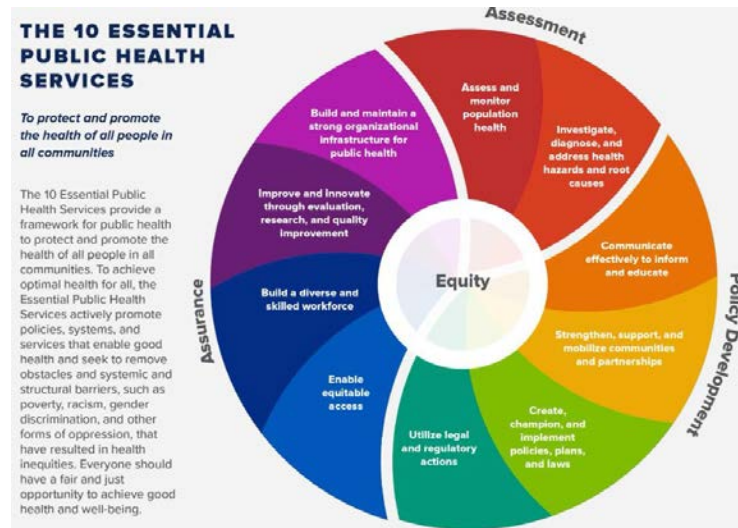 THE 10 ESSENTIAL
PUBLIC HEALTH
SERVICES
To protect and promote
the health of all people in
all communities
The 10 Essential Public
Health Services provide a
framework for public health
to protect and promote the
health of all people in all
communities. To achieve
optimal health for all, the
Essential Public Health
Services actively promote
policies, systems, and
services that enable good
health and seek to remove
obstacles and systemic and
structural barriers, such as
poverty, racism, gender
discrimination, and other
forms of oppression, that
have resulted in health
inequities. Everyone should
have a fair and just
opportunity to achieve good
health and well-being.
Assessment
Assess and
monitor
population
health
Investigate,
diagnose, and
address health
hazards and root
causes
Policy Development
Communicate
effectively to inform
and educate
Strengthen, support, and
mobilize communities
and partnerships
Create,
champion, and
implement
policies, plans,
and laws
Utilize legal
and regulatory
actions
Assurance
Enable
equitable
access
Build a diverse and
skilled workforce
Improve and innovate
through evaluation,
research, and quality
improvement
Build and maintain a
strong organizational
infrastructure for
public health
Equity